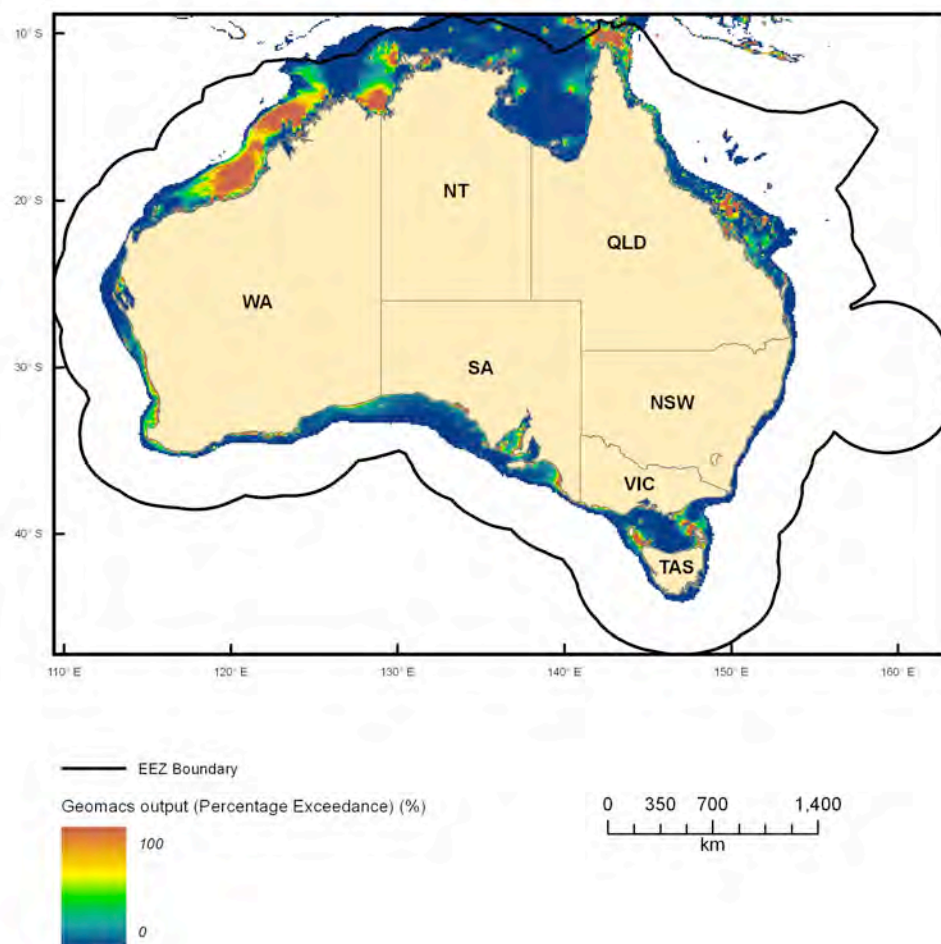 10° S
20° S
30° S
40° S
NT
QLD
WA
SA
NSW
VIC
TAS
110° E 120° E 130° E 140° E 150° E 160° E
EEZ Boundary
Geomacs output (Percentage Exceedance) (%)
100
0
0 350 700 1,400
km